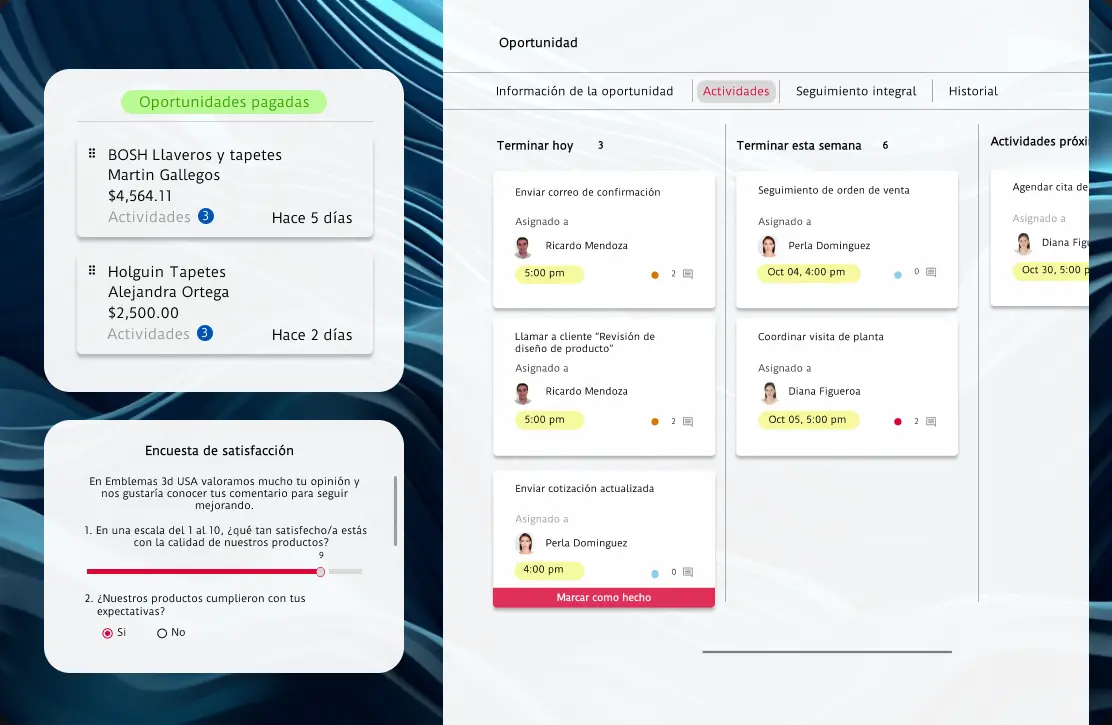 Oportunidades pagadas
BOSH Llaveros y tapetes
Martin Gallegos
$4,564.11
Actividades 3
Hace 5 días
Holguin Tapetes
Alejandra Ortega
$2,500.00
Actividades 3
Hace 2 días
Encuesta de satisfacción
En Emblemas 3d USA valoramos mucho tu opinión y
nos gustaría conocer tus comentario para seguir
mejorando.
1. En una escala del 1 al 10, ¿qué tan satisfecho/a estás
con la calidad de nuestros productos?
9
2. ¿Nuestros productos cumplieron con tus
expectativas?
Si
No
Oportunidad
Información de la oportunidad
Actividades
Seguimiento integral
Historial
Terminar hoy 3
Enviar correo de confirmación
Asignado a
Ricardo Mendoza
5:00 pm
2
Llamar a cliente “Revisión de
diseño de producto”
Asignado a
Ricardo Mendoza
5:00 pm
2
Enviar cotización actualizada
Asignado a
Perla Dominguez
4:00 pm
0
Marcar como hecho
Terminar esta semana 6
Seguimiento de orden de venta
Asignado a
Perla Dominguez
Oct 04, 4:00 pm
0
Coordinar visita de planta
Asignado a
Diana Figueroa
Oct 05, 5:00 pm
2
Actividades
Agendar cita de
Asignado a
Diana
Oct 30, 5:00